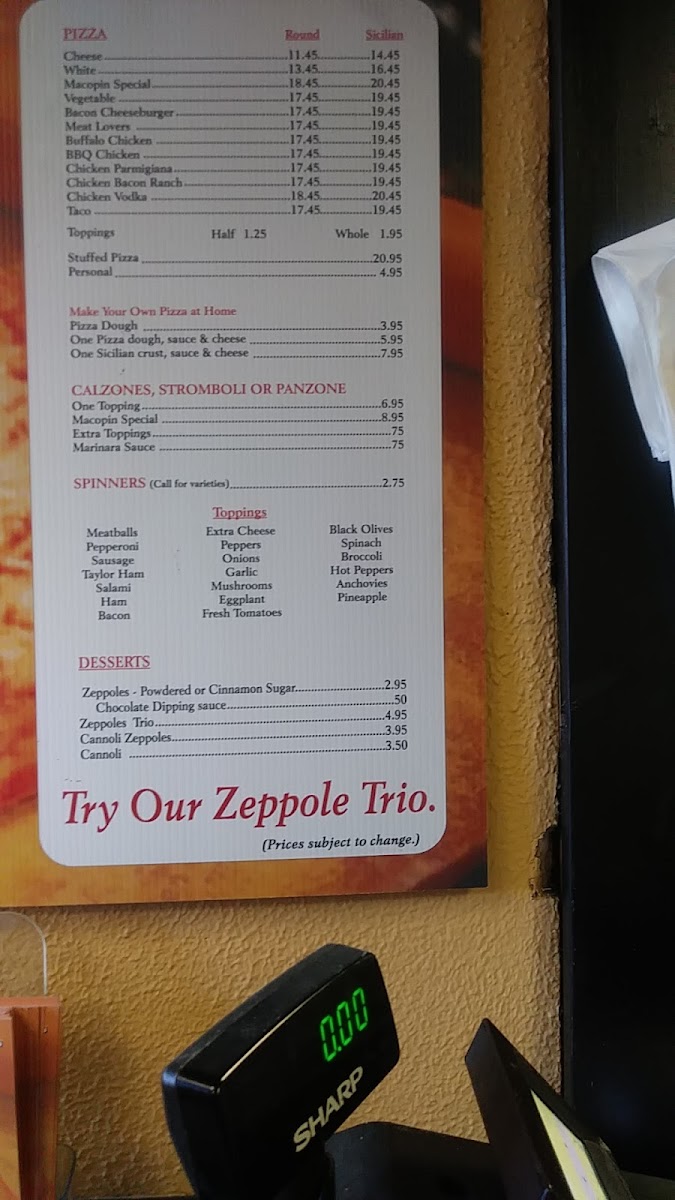 PIZZA Round Sicilian
Cheese 11.45 14.45
White 13.45 16.45
Macopin Special 18.45 20.45
Vegetable 17.45 19.45
Bacon Cheeseburger 17.45 19.45
Meat Lovers 17.45 19.45
Buffalo Chicken 17.45 19.45
BBQ Chicken 17.45 19.45
Chicken Parmigiana 17.45 19.45
Chicken Bacon Ranch 17.45 19.45
Chicken Vodka 18.45 20.45
Taco 17.45 19.45
Toppings Half 1.25 Whole 1.95
Stuffed Pizza 20.95
Personal 4.95
Make Your Own Pizza at Home
Pizza Dough 3.95
One Pizza dough, sauce & cheese 5.95
One Sicilian crust, sauce & cheese 7.95
CALZONES, STROMBOLI OR PANZONE
One Topping 6.95
Macopin Special 8.95
Extra Toppings .75
Marinara Sauce .75
SPINNERS (Call for varieties) 2.75
Toppings
Meatballs Extra Cheese Black Olives
Pepperoni Peppers Spinach
Sausage Onions Broccoli
Taylor Ham Garlic Hot Peppers
Salami Mushrooms Anchovies
Ham Eggplant Pineapple
Bacon Fresh Tomatoes
DESSERTS
Zeppoles - Powdered or Cinnamon Sugar 2.95
Chocolate Dipping sauce .50
Zeppoles Trio 4.95
Cannoli Zeppoles 3.95
Cannoli 3.50
Try Our Zeppole Trio.
(Prices subject to change.)
0.00
SHARP